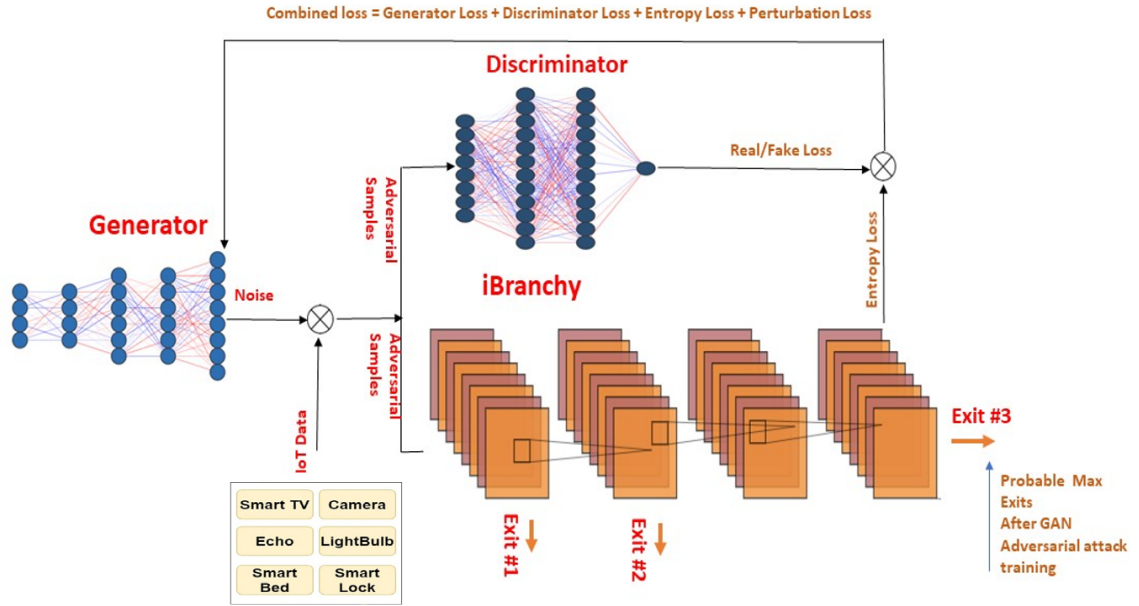 Combined loss = Generator Loss + Discriminator Loss + Entropy Loss + Perturbation Loss
Discriminator
Real/Fake Loss
Adversarial
Samples
Generator
Noise
iBranchy
Entropy Loss
Adversarial
Samples
IoT Data
Exit #3
Smart TV
Camera
Echo
LightBulb
Smart
Bed
Smart
Lock
Exit #1
Exit #2
Probable Max
Exits
After GAN
Adversarial attack
training